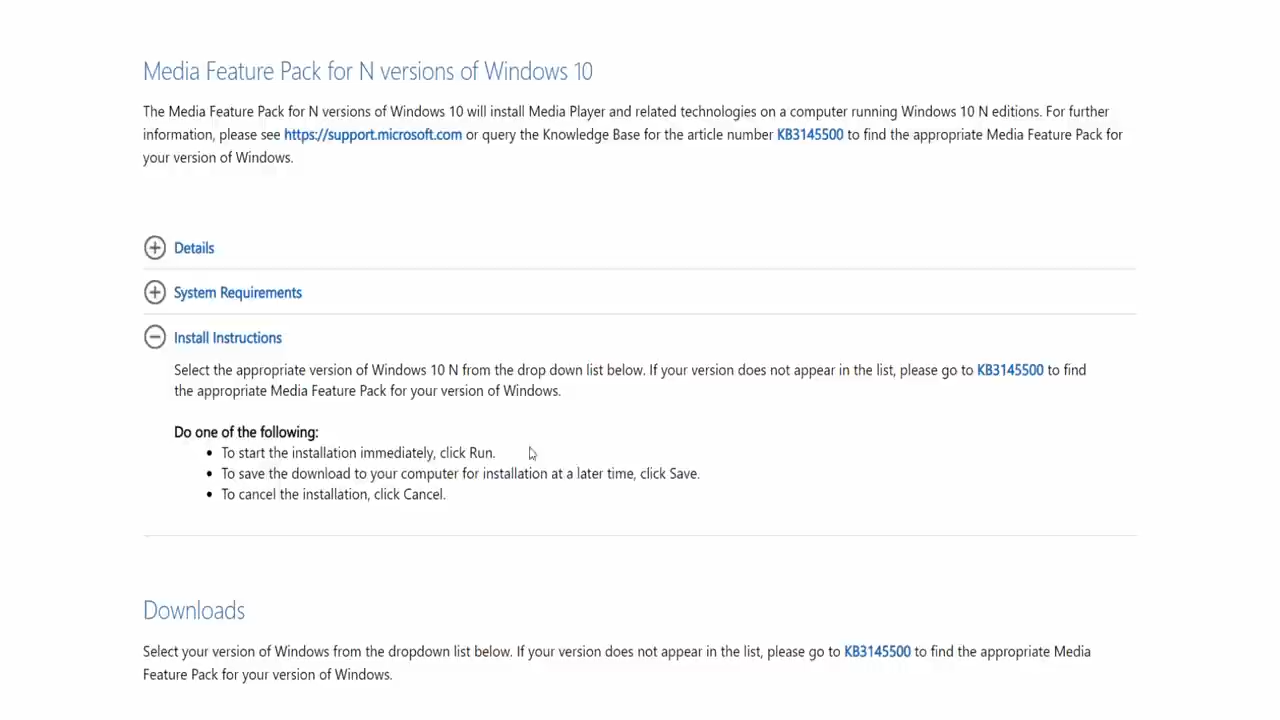 Media Feature Pack for N versions of Windows 10
The Media Feature Pack for N versions of Windows 10 will install Media Player and related technologies on a computer running Windows 10 N editions. For further
information, please see https://support.microsoft.com or query the Knowledge Base for the article number KB3145500 to find the appropriate Media Feature Pack for
your version of Windows.
Details
System Requirements
Install Instructions
Select the appropriate version of Windows 10 N from the drop down list below. If your version does not appear in the list, please go to KB3145500 to find
the appropriate Media Feature Pack for your version of Windows.
Do one of the following:
• To start the installation immediately, click Run.
• To save the download to your computer for installation at a later time, click Save.
• To cancel the installation, click Cancel.
Downloads
Select your version of Windows from the dropdown list below. If your version does not appear in the list, please go to KB3145500 to find the appropriate Media
Feature Pack for your version of Windows.